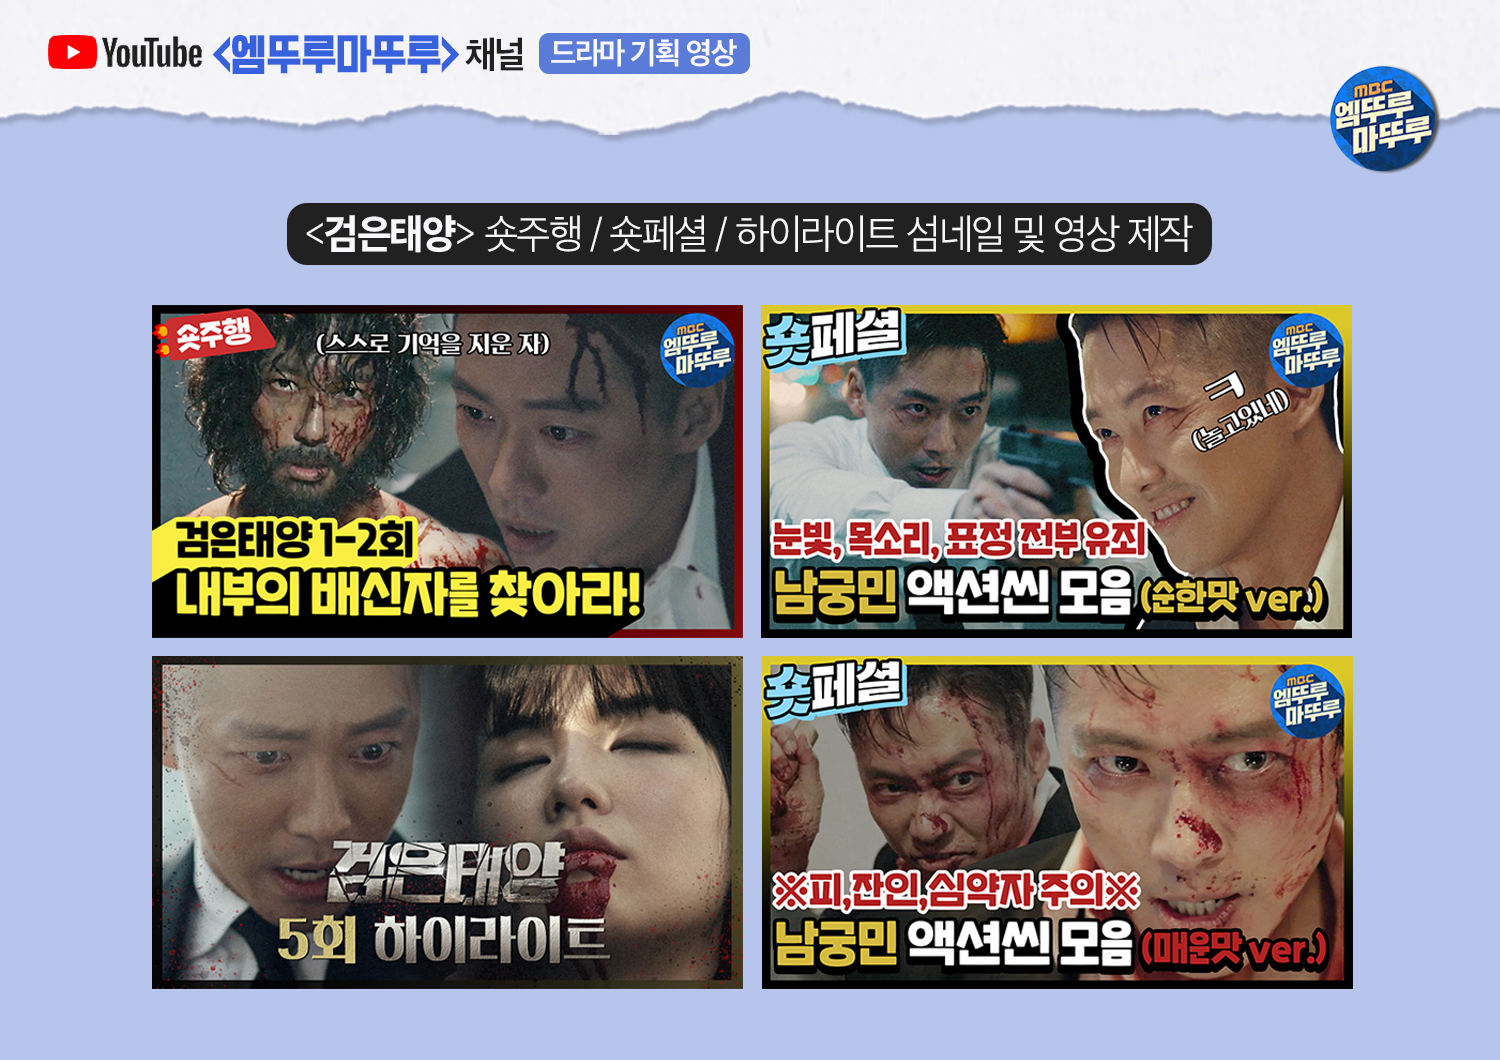 YouTube <엠뚜루마뚜루> 채널 드라마 기획 영상
MBC
엠뚜루
마뚜루
<검은태양> 숏주행 / 숏페셜 / 하이라이트 섬네일 및 영상 제작
숏주행
(스스로 기억을 지운 자)
MBC
엠뚜루
마뚜루
검은태양 1-2회
내부의 배신자를 찾아라!
숏페셜
MBC
엠뚜루
마뚜루
ㅋ
(놀고있네)
눈빛, 목소리, 표정 전부 유죄
남궁민 액션씬 모음 (순한맛 ver.)
검은태양
5회 하이라이트
숏페셜
MBC
엠뚜루
마뚜루
※피,잔인,심약자 주의※
남궁민 액션씬 모음 (매운맛 ver.)